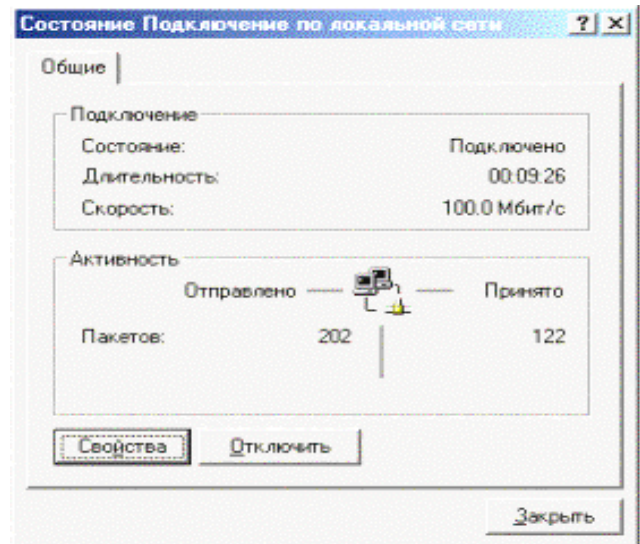 Состояние Подключение по локальной сети
Общие
Подключение
Состояние: Подключено
Длительность: 00:09:26
Скорость: 100.0 Мбит/с
Активность
Отправлено Принято
Пакетов: 202 122
Свойства Отключить
Закрыть